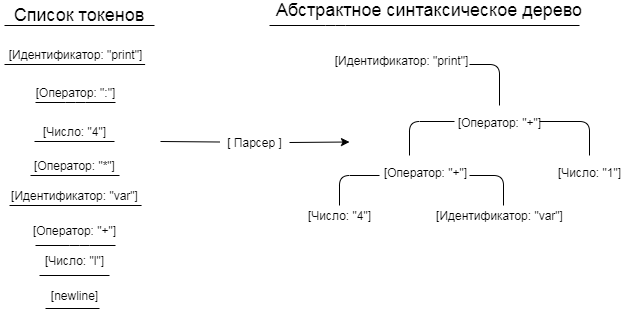 Список токенов
[Идентификатор: "print"]
[Оператор: ":"]
[Число: "4"]
[Оператор: "*"]
[Идентификатор: "var"]
[Оператор: "+"]
[Число: "l"]
[newline]
[ Парсер ]
Абстрактное синтаксическое дерево
[Идентификатор: "print"]
[Оператор: "+"]
[Оператор: "+"]
[Число: "1"]
[Число: "4"]
[Идентификатор: "var"]